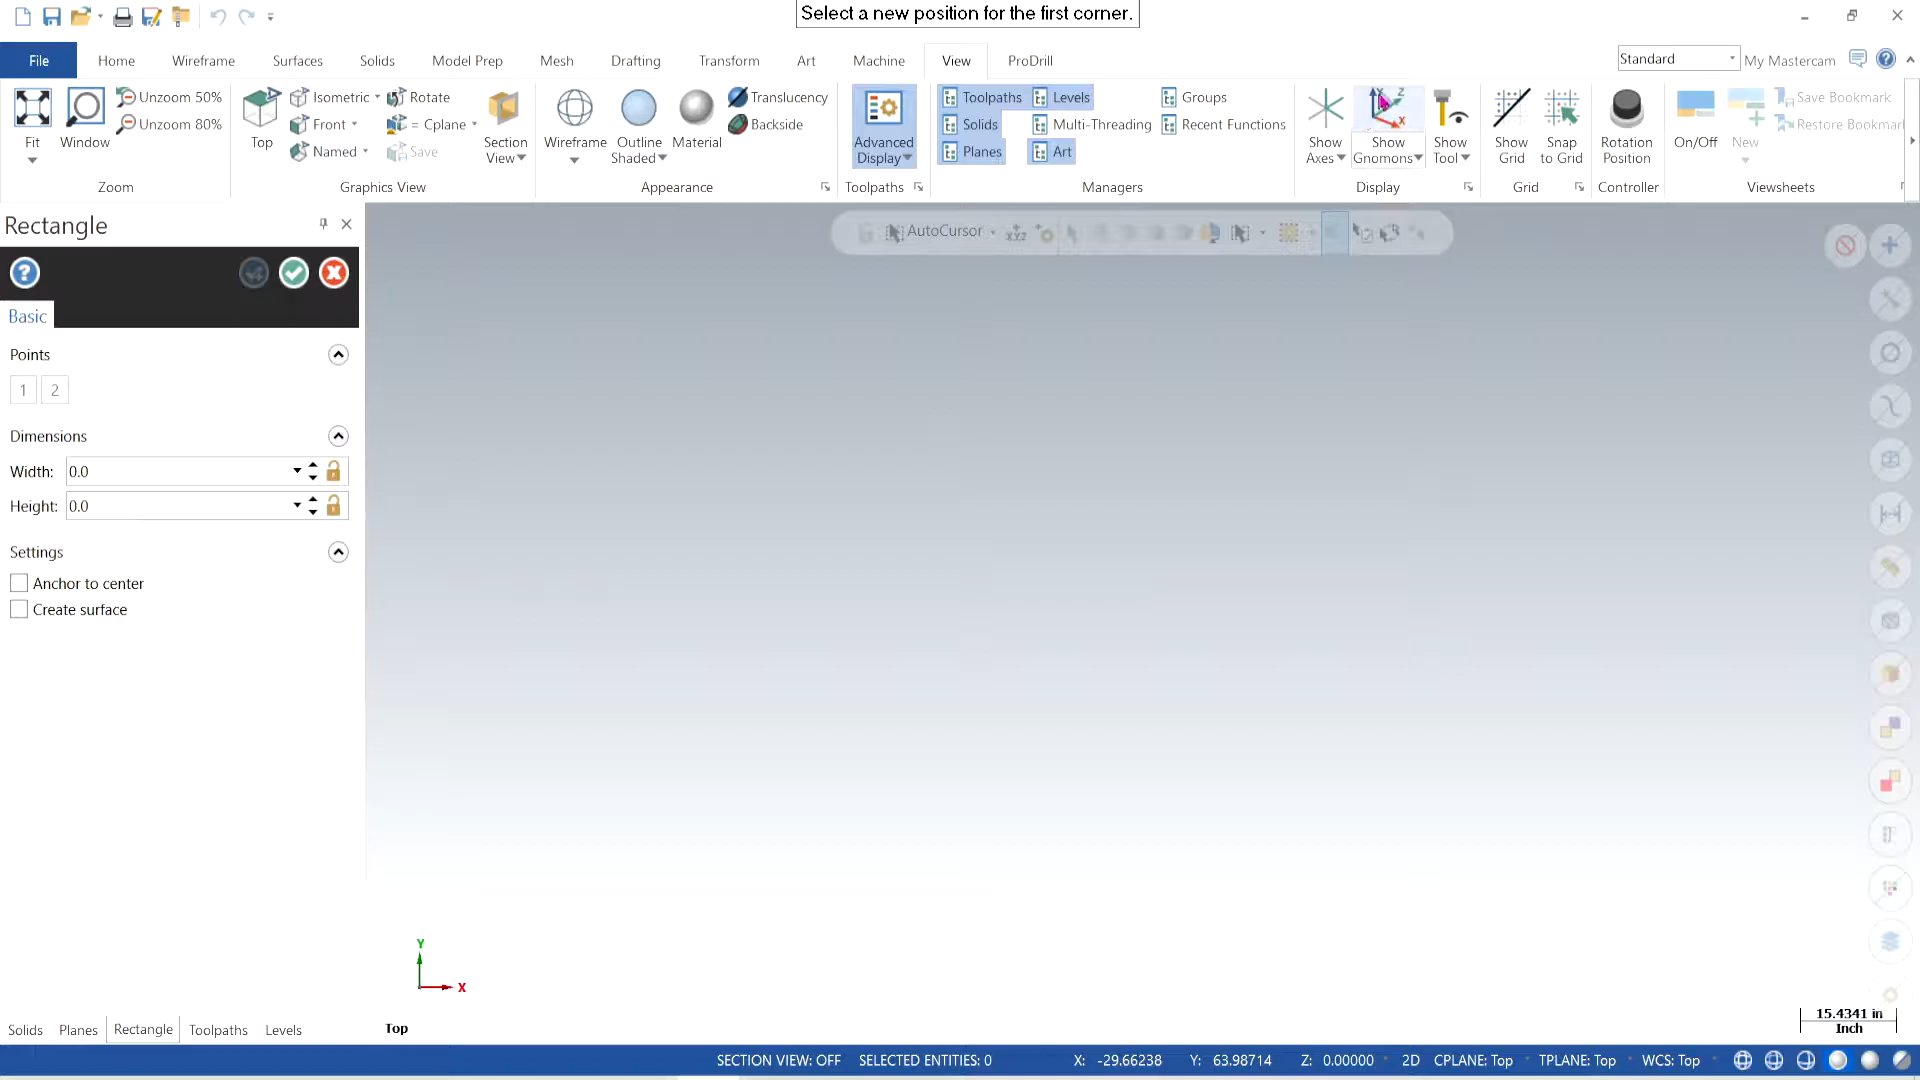 Select a new position for the first corner.
File Home Wireframe Surfaces Solids Model Prep Mesh Drafting Transform Art Machine View ProDrill Standard My Mastercam
Fit
Window
Unzoom 50%
Unzoom 80%
Zoom
Top
Isometric
Front
Named
Rotate
= Cplane
Save
Section View
Graphics View
Wireframe
Outline Shaded
Material
Translucency
Backside
Appearance
Advanced Display
Toolpaths
Toolpaths
Solids
Planes
Levels
Multi-Threading
Art
Groups
Recent Functions
Managers
Show Axes
Show Gnomons
Show Tool
Display
Show Grid
Snap to Grid
Grid
Rotation Position
Controller
On/Off
New
Save Bookmark
Restore Bookmar
Viewsheets
Rectangle
AutoCursor
Basic
Points
1 2
Dimensions
Width: 0.0
Height: 0.0
Settings
Anchor to center
Create surface
Y
X
Top
15.4341 in
Inch
Solids Planes Rectangle Toolpaths Levels
SECTION VIEW: OFF SELECTED ENTITIES: 0 X: -29.66238 Y: 63.98714 Z: 0.00000 2D CPLANE: Top TPLANE: Top WCS: Top